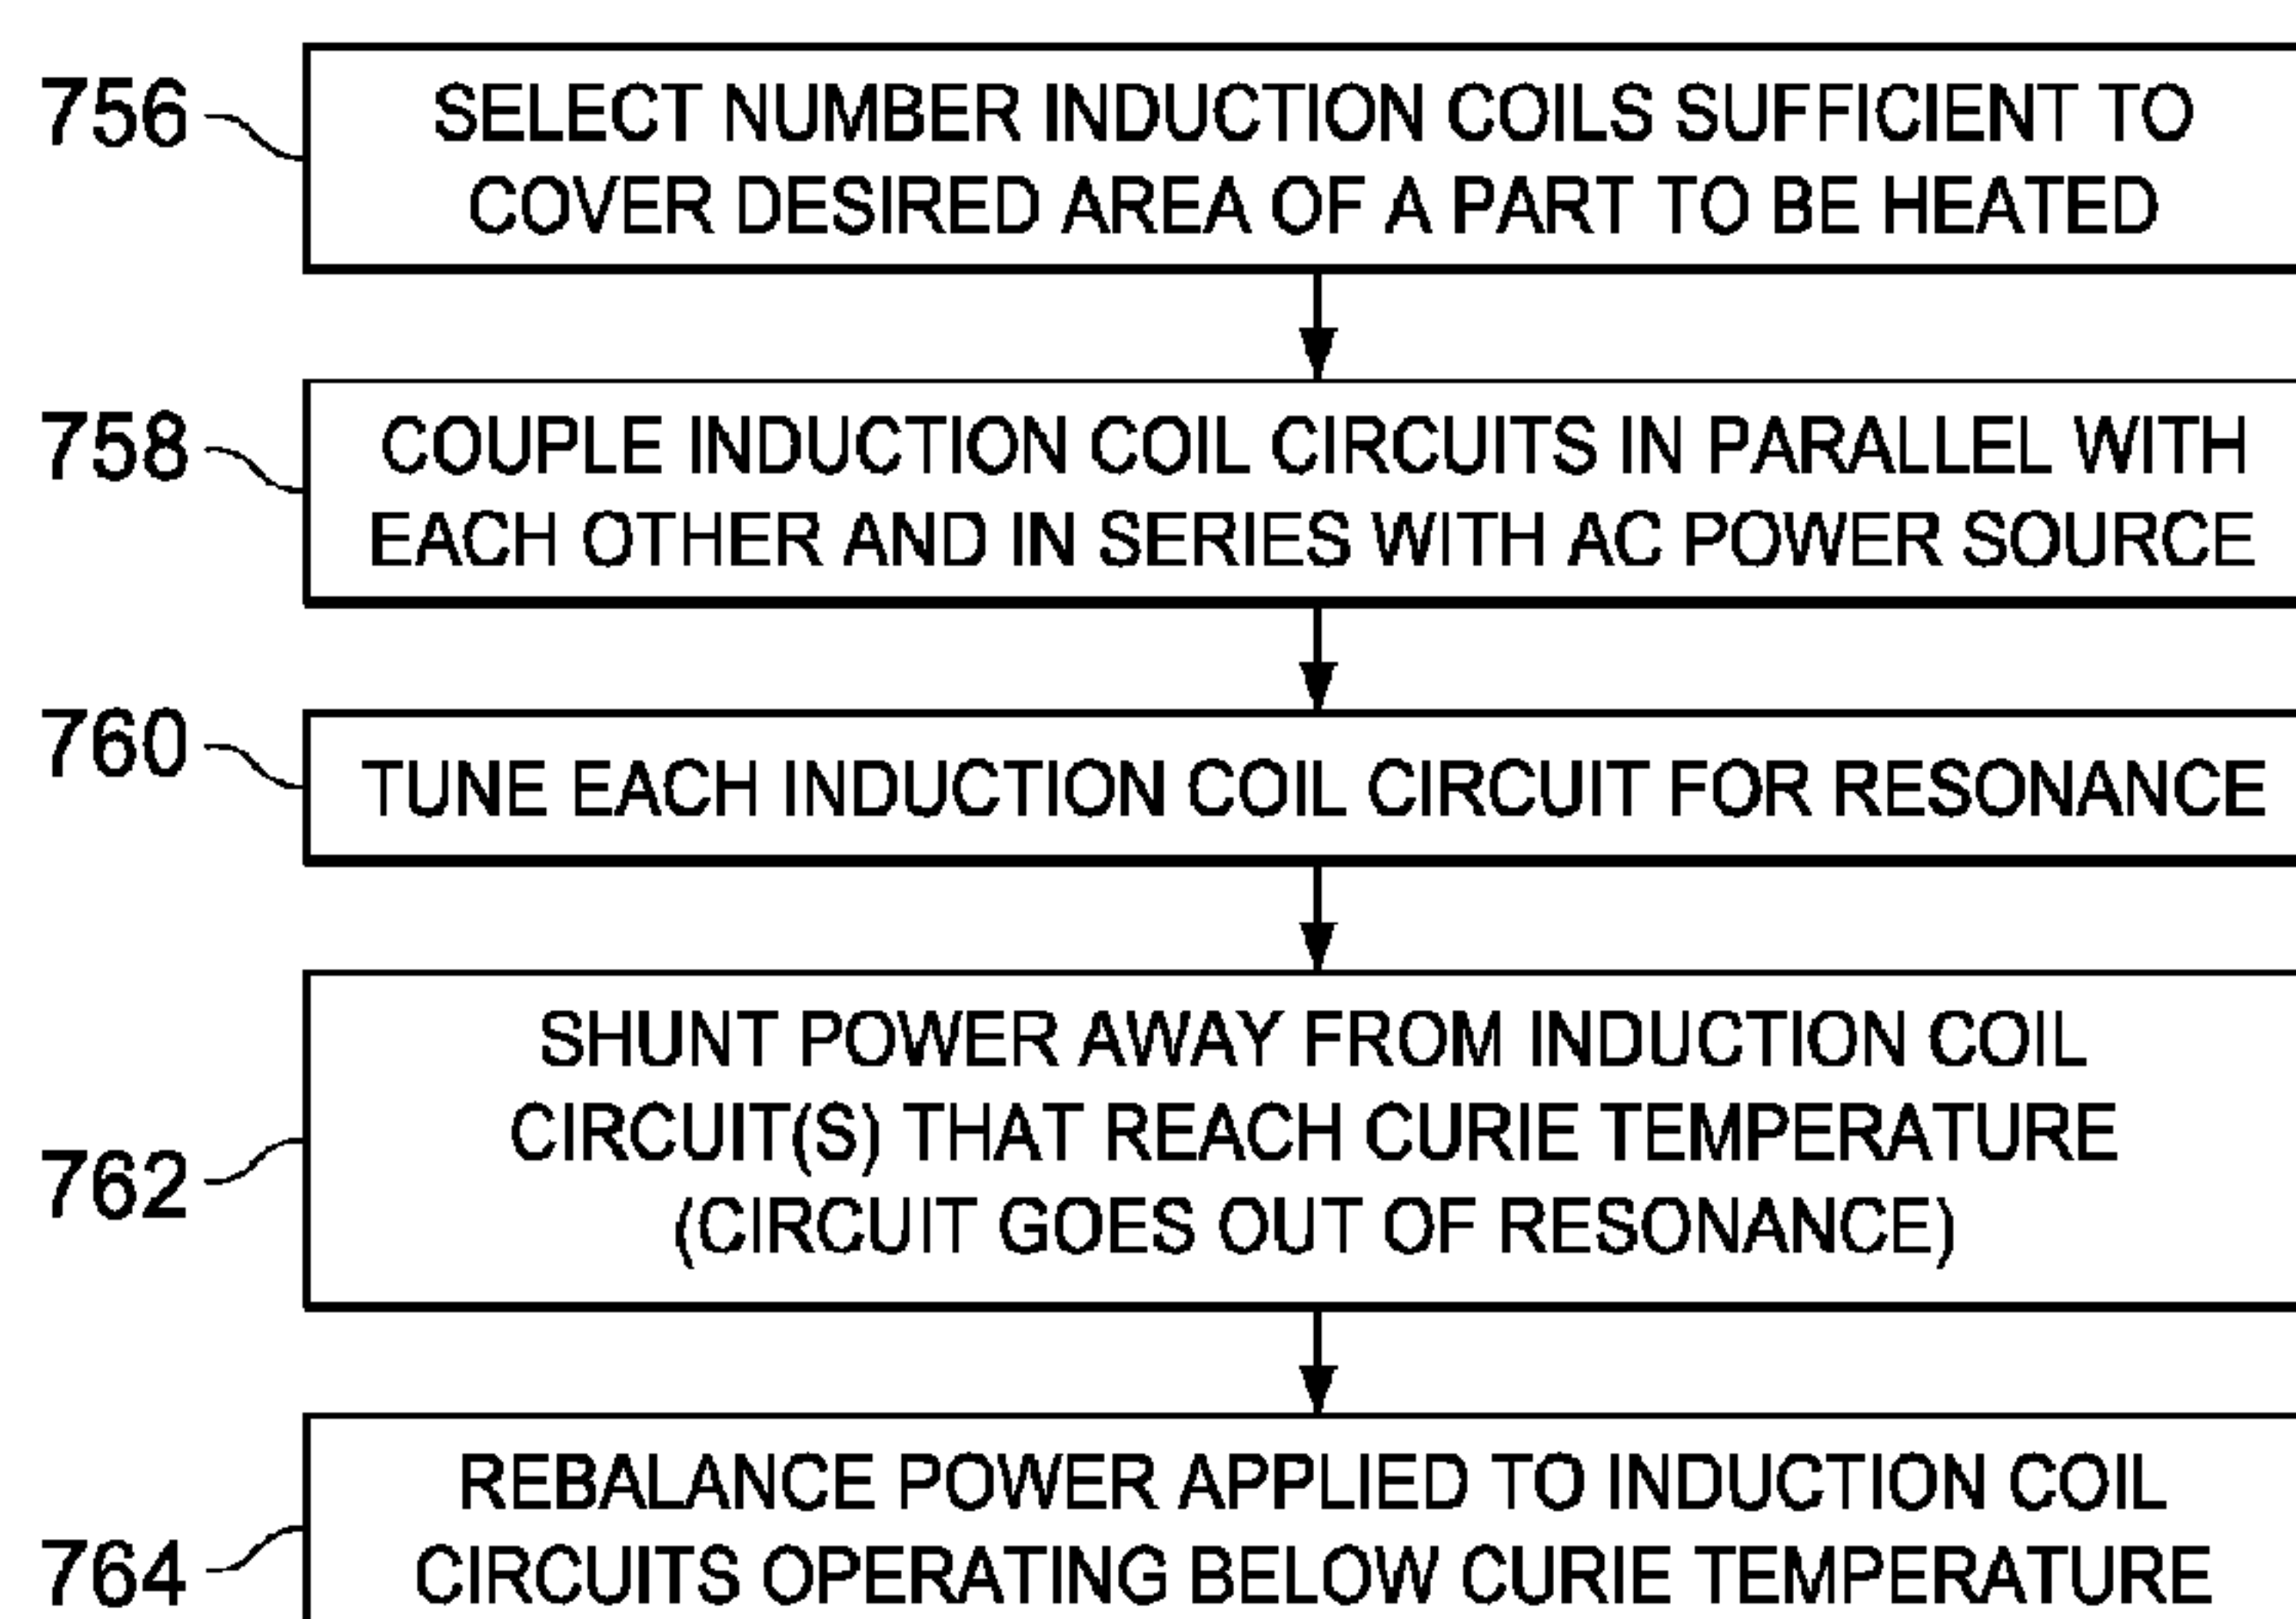 756
SELECT NUMBER INDUCTION COILS SUFFICIENT TO
COVER DESIRED AREA OF A PART TO BE HEATED
758
COUPLE INDUCTION COIL CIRCUITS IN PARALLEL WITH
EACH OTHER AND IN SERIES WITH AC POWER SOURCE
760
TUNE EACH INDUCTION COIL CIRCUIT FOR RESONANCE
762
SHUNT POWER AWAY FROM INDUCTION COIL
CIRCUIT(S) THAT REACH CURIE TEMPERATURE
(CIRCUIT GOES OUT OF RESONANCE)
764
REBALANCE POWER APPLIED TO INDUCTION COIL
CIRCUITS OPERATING BELOW CURIE TEMPERATURE